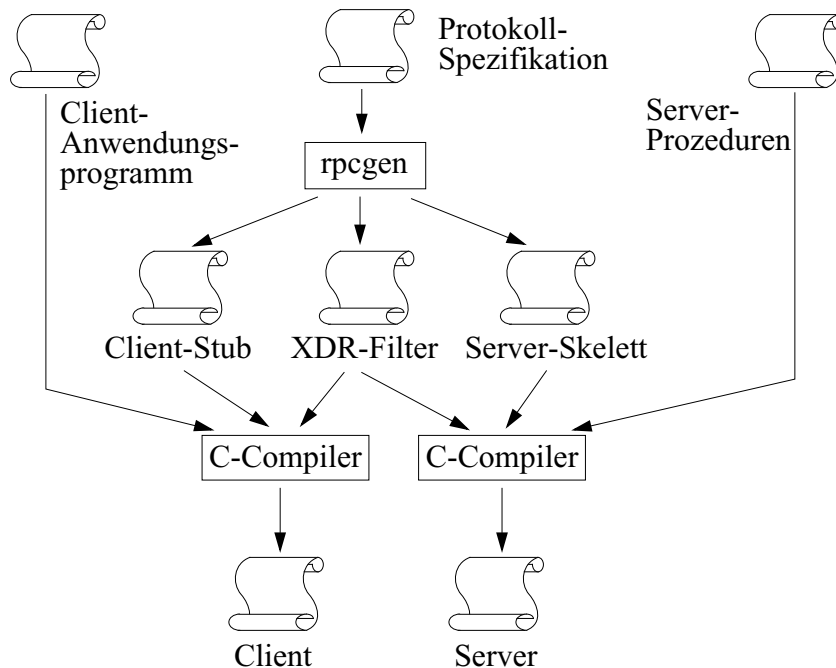 Protokoll-
Spezifikation
Client-
Anwendungs-
programm
Server-
Prozeduren
rpcgen
Client-Stub
XDR-Filter
Server-Skelett
C-Compiler
C-Compiler
Client
Server